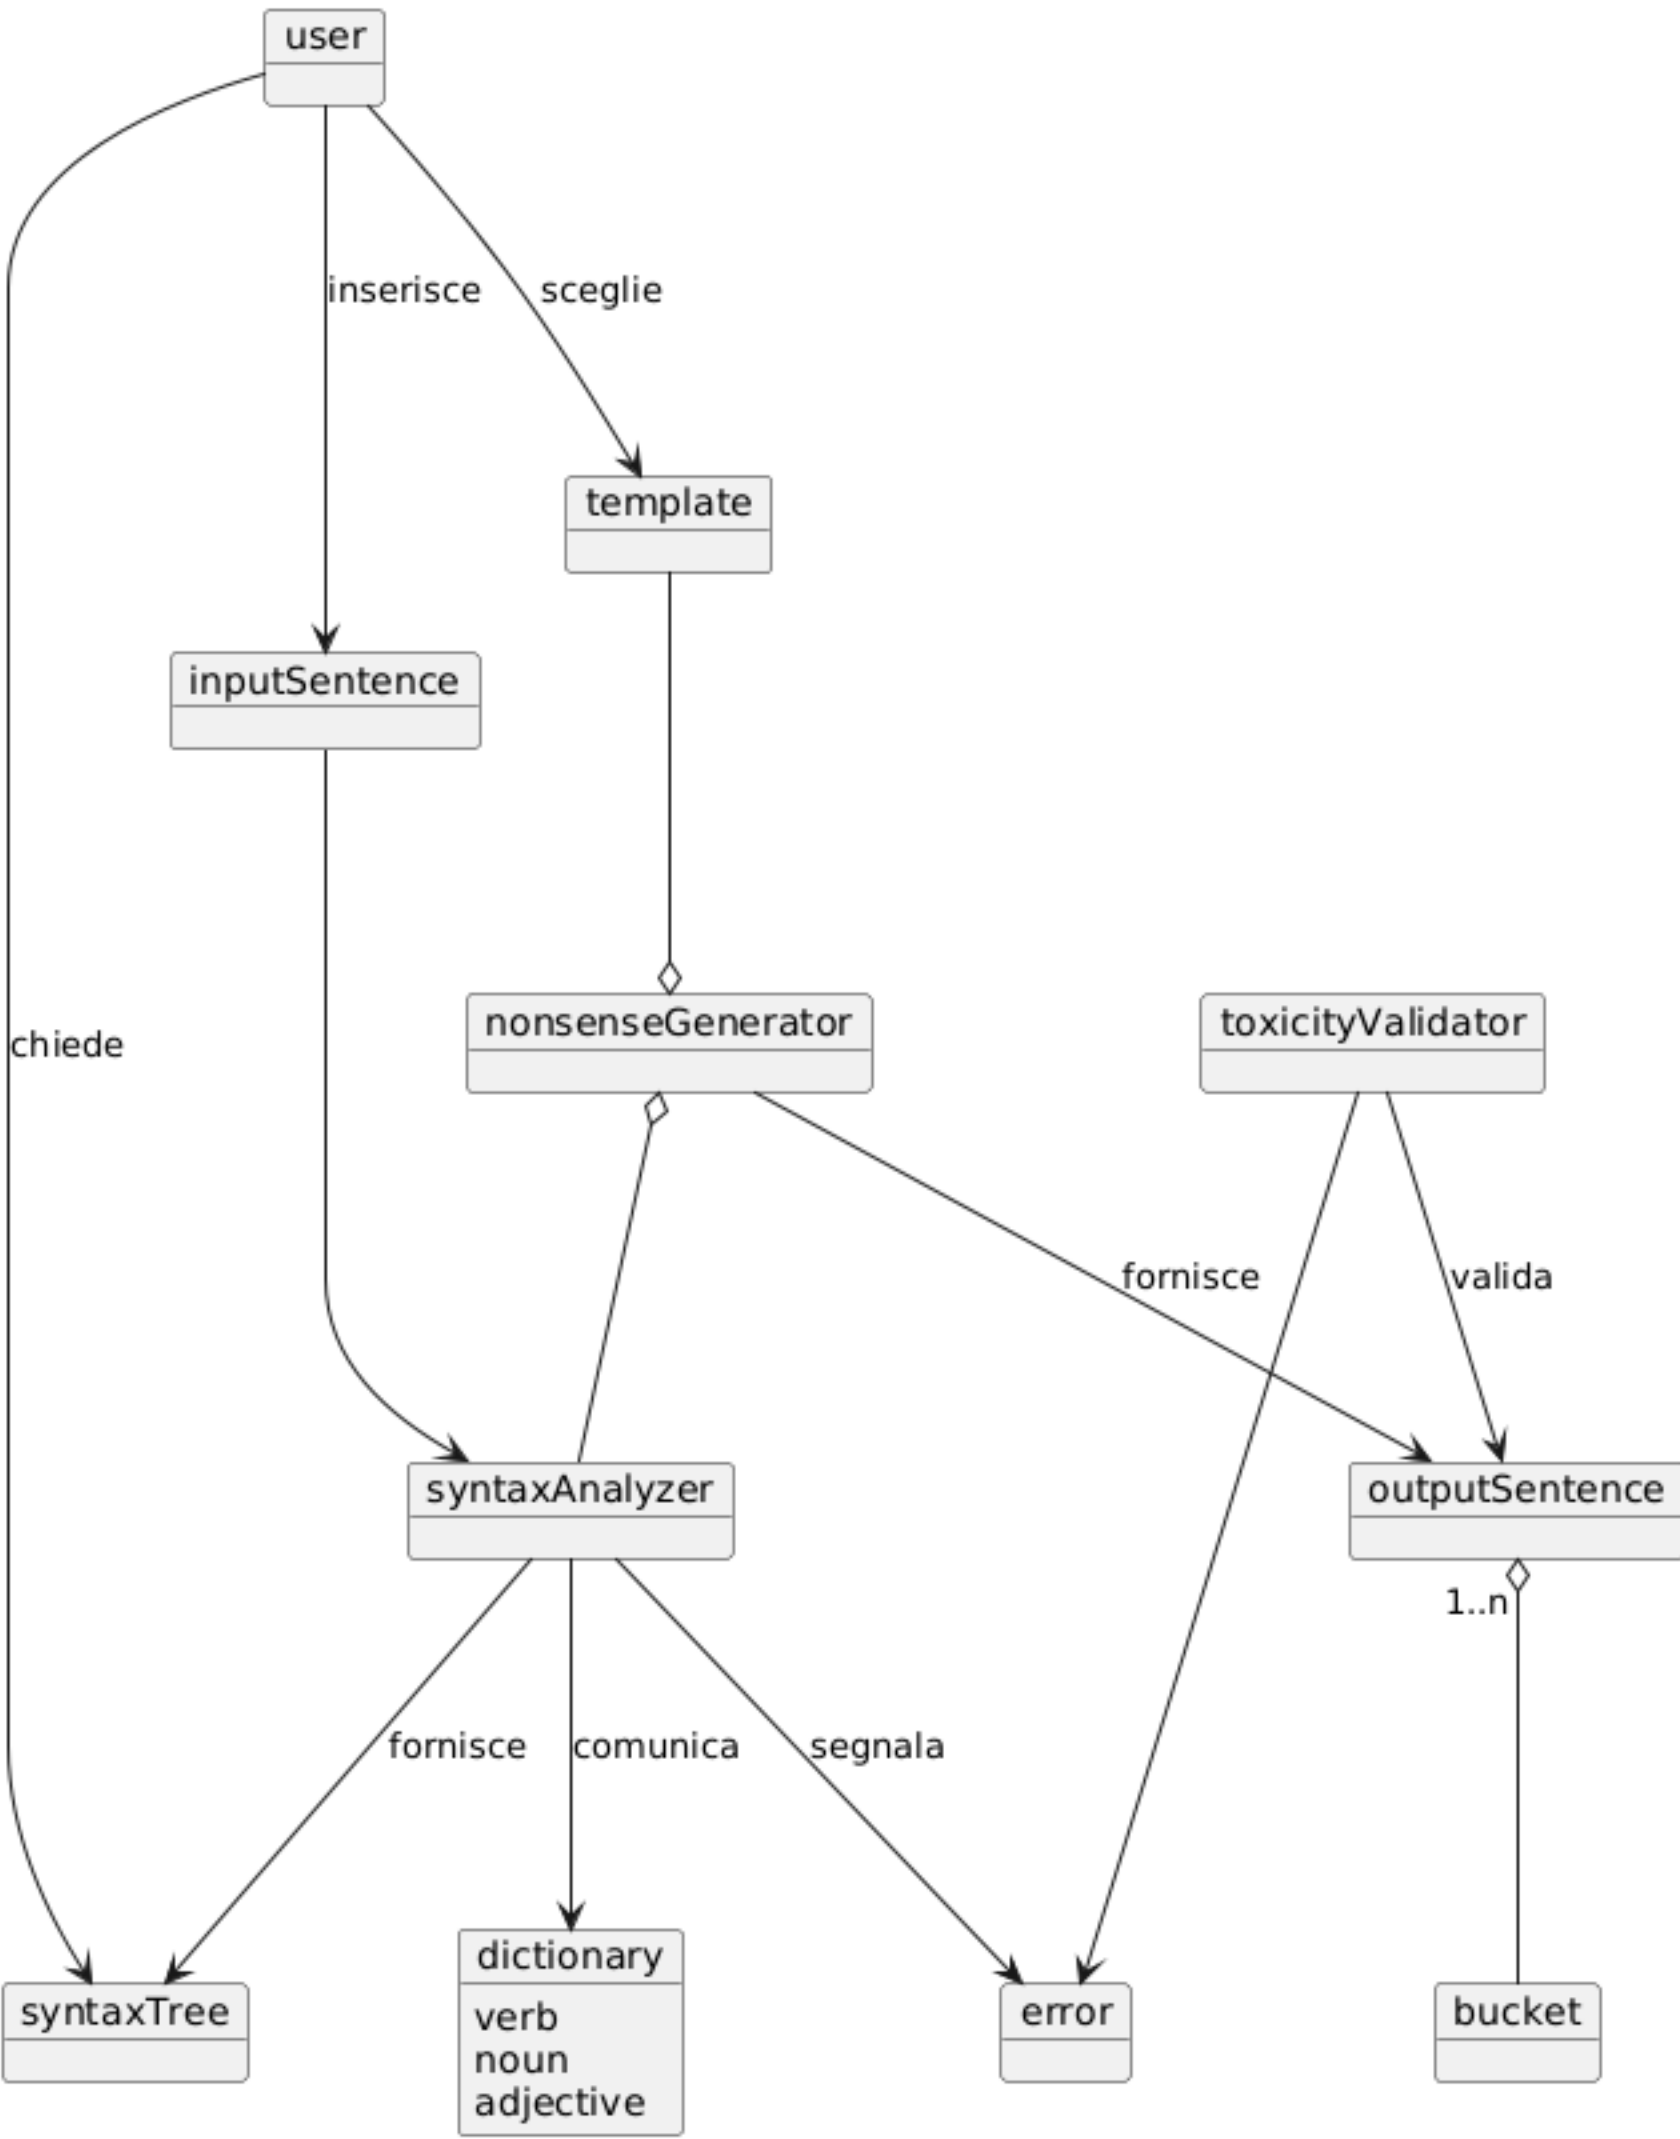 user
inserisce
sceglie
template
inputSentence
nonsenseGenerator
toxicityValidator
chiede
fornisce
valida
syntaxAnalyzer
outputSentence
1..n
fornisce
comunica
segnala
syntaxTree
dictionary
verb
noun
adjective
error
bucket